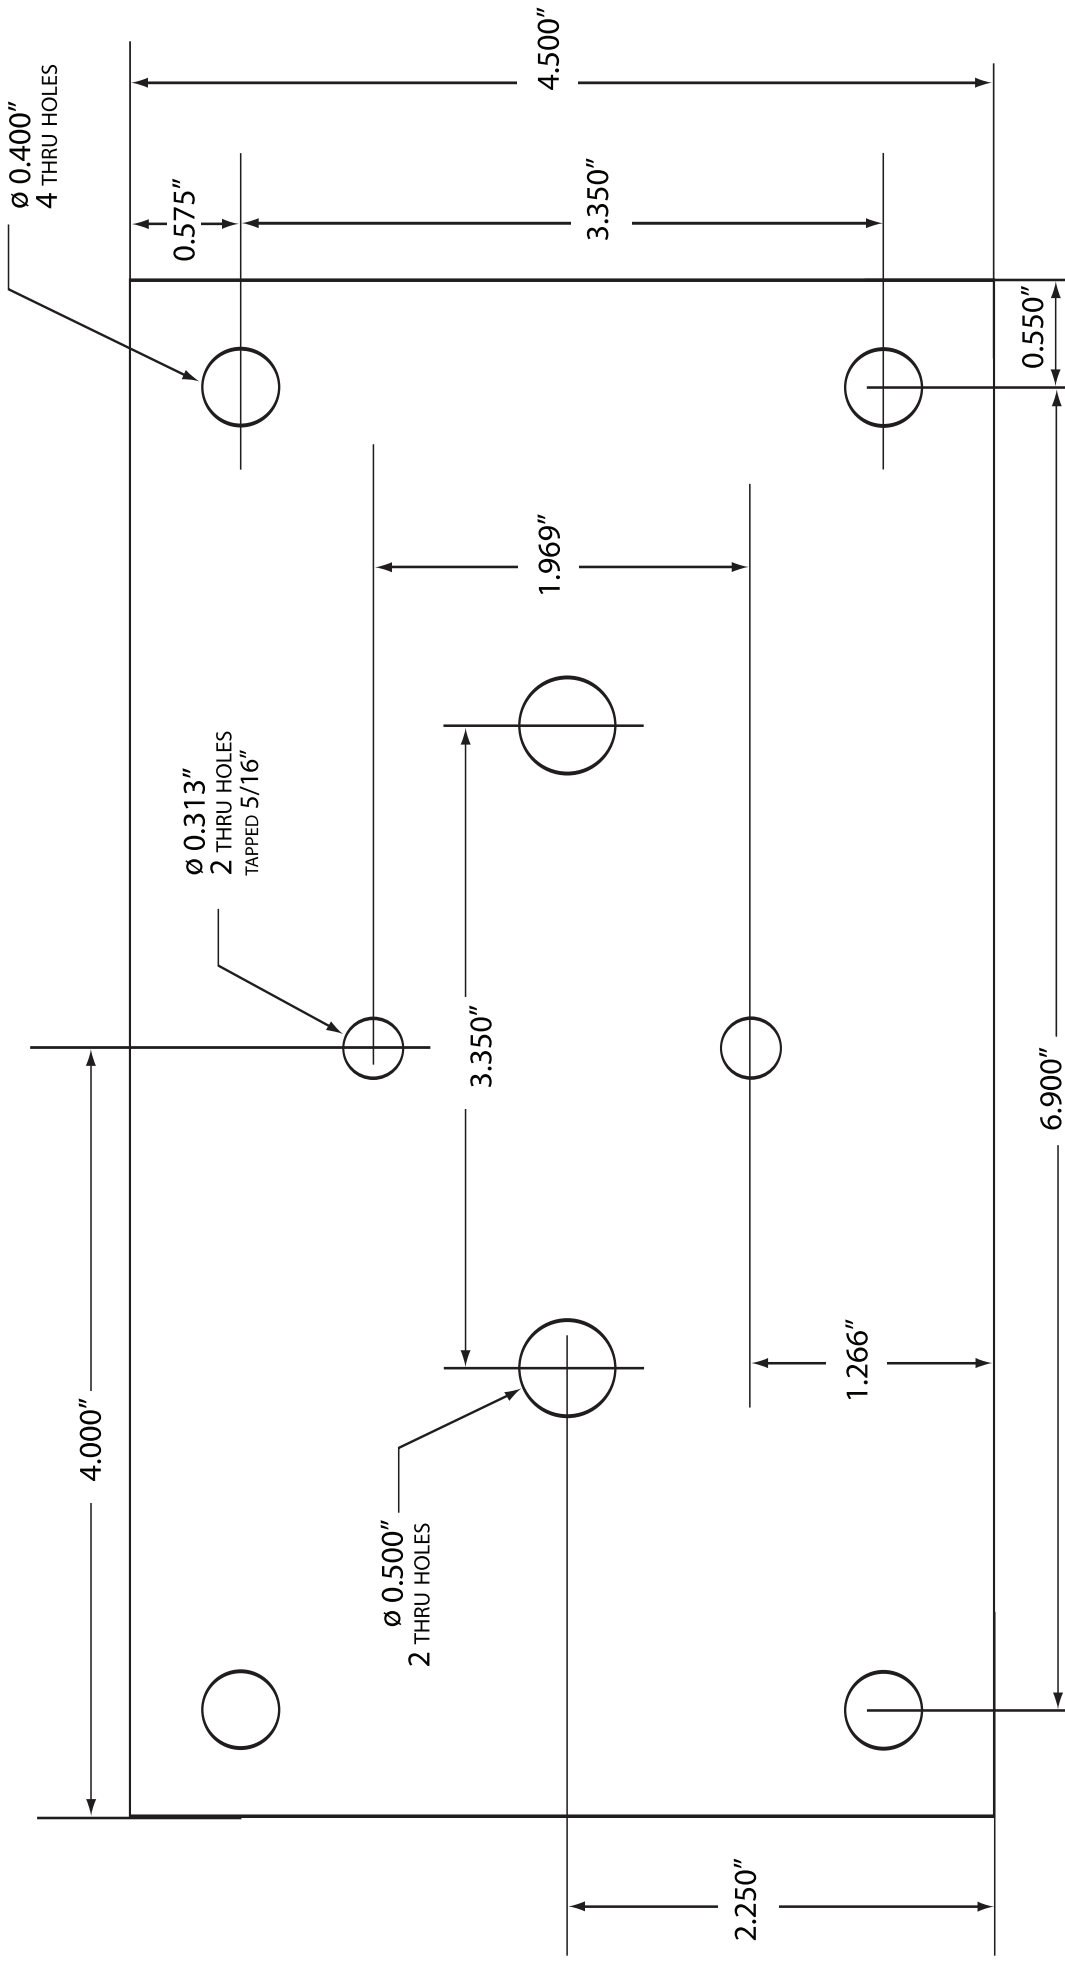 ø 0.400”
4 THRU HOLES
4.500”
0.575”
3.350”
0.550”
1.969”
ø 0.313”
2 THRU HOLES
TAPPED 5/16”
3.350”
6.900”
4.000”
1.266”
ø 0.500”
2 THRU HOLES
2.250”